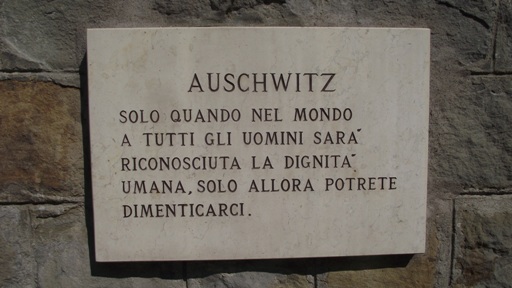 AUSCHWITZ
SOLO QUANDO NEL MONDO
A TUTTI GLI UOMINI SARA´
RICONOSCIUTA LA DIGNITA´
UMANA, SOLO ALLORA POTRETE
DIMENTICARCI.